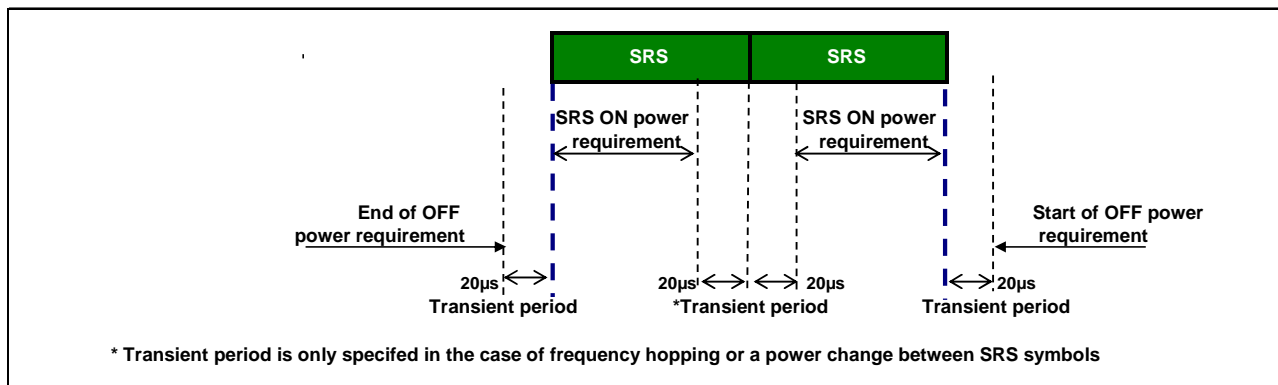 SRS SRS
SRS ON power
requirement
SRS ON power
requirement
End of OFF
power requirement
Start of OFF power
requirement
20µs 20µs 20µs 20µs
Transient period *Transient period Transient period
* Transient period is only specifed in the case of frequency hopping or a power change between SRS symbols